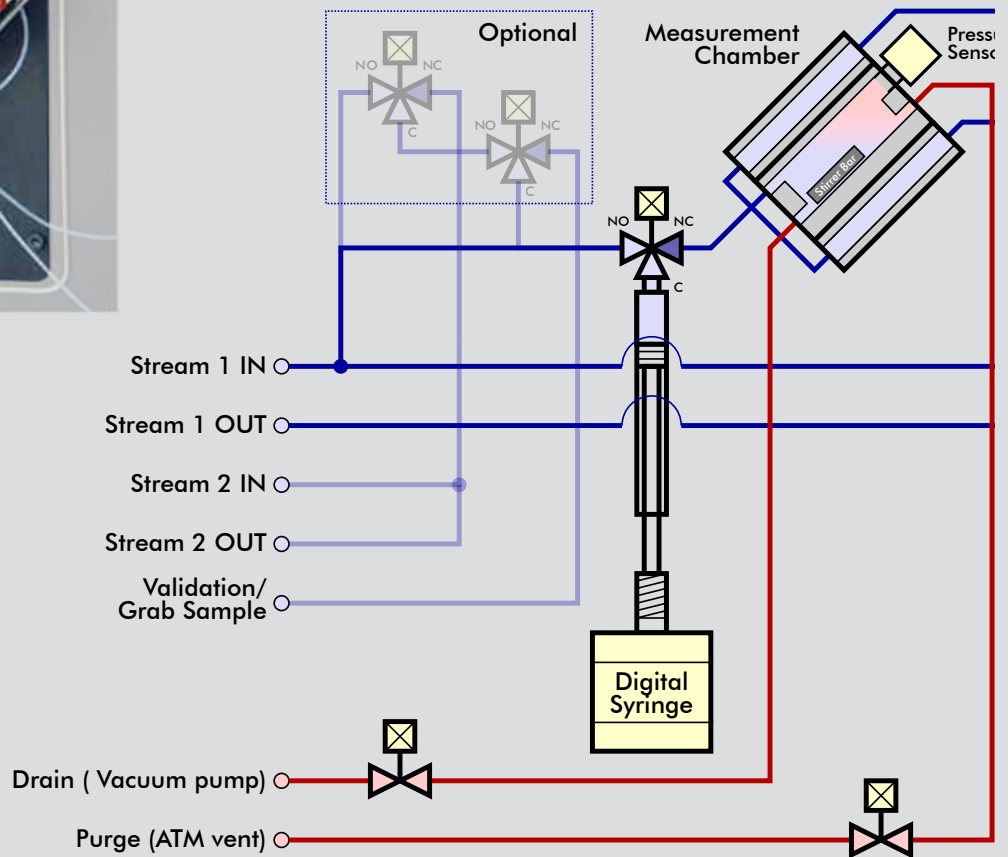 Optional
NO
NC
C
NO
NC
C
Measurement
Chamber
Stirrer Bar
NO
NC
C
Stream 1 IN
Stream 1 OUT
Stream 2 IN
Stream 2 OUT
Validation/
Grab Sample
Digital
Syringe
Drain ( Vacuum pump)
Purge (ATM vent)